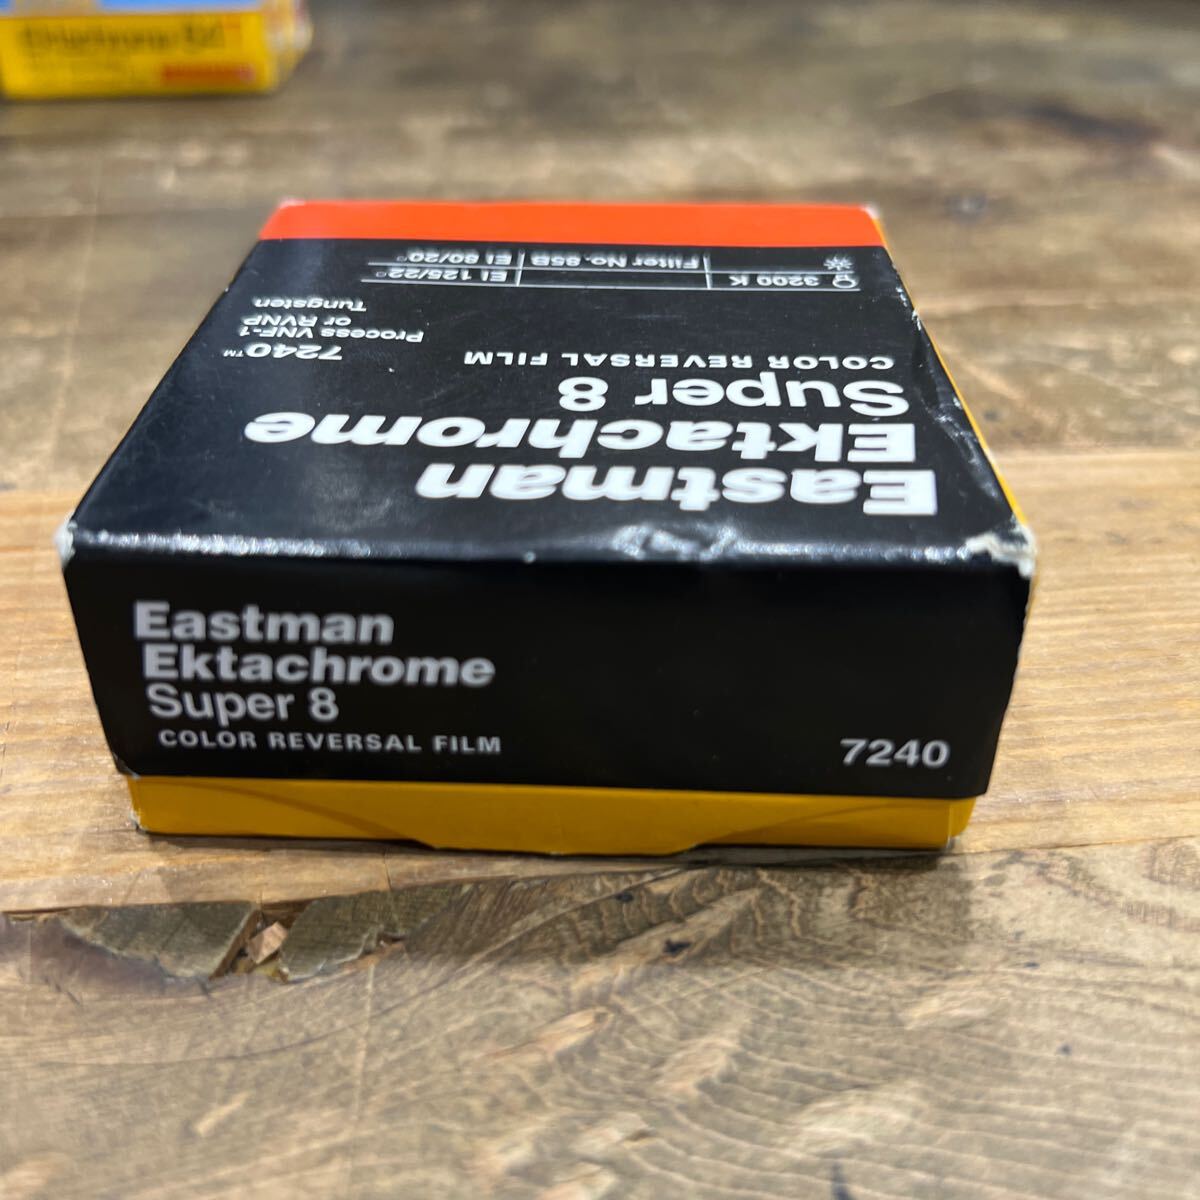 Eastman
Ektachrome
Super 8
COLOR REVERSAL FILM
7240™
Process VNF-1
or RVNP
Tungsten
3200 K EI 125/22°
Filter No. 85B EI 80/20°
Eastman
Ektachrome
Super 8
COLOR REVERSAL FILM
7240